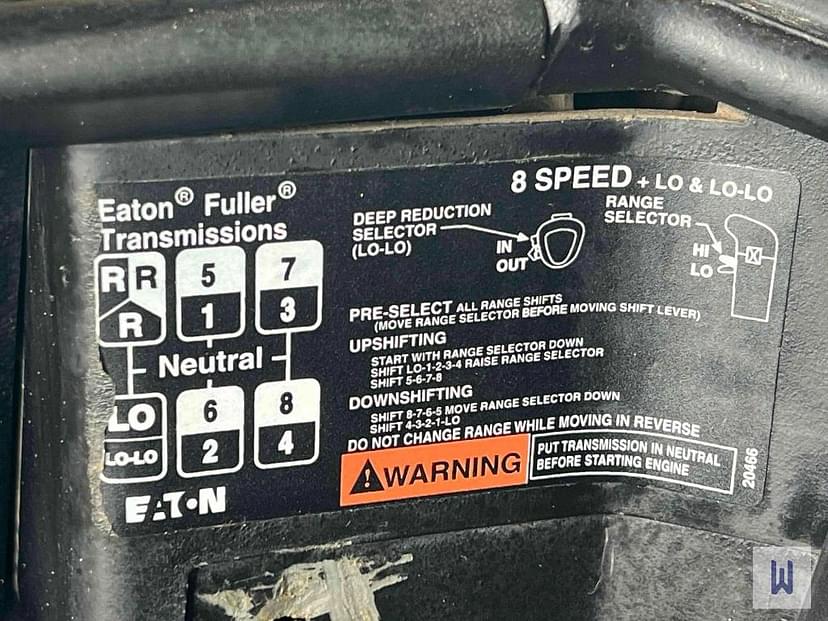 Eaton® Fuller®
Transmissions
8 SPEED + LO & LO-LO
DEEP REDUCTION
SELECTOR
(LO-LO)
IN
OUT
RANGE
SELECTOR
HI
LO
R R 5 7
R 1 3
Neutral
LO 6 8
LO-LO 2 4
PRE-SELECT ALL RANGE SHIFTS
(MOVE RANGE SELECTOR BEFORE MOVING SHIFT LEVER)
UPSHIFTING
START WITH RANGE SELECTOR DOWN
SHIFT LO-1-2-3-4 RAISE RANGE SELECTOR
SHIFT 5-6-7-8
DOWNSHIFTING
SHIFT 8-7-6-5 MOVE RANGE SELECTOR DOWN
SHIFT 4-3-2-1-LO
DO NOT CHANGE RANGE WHILE MOVING IN REVERSE
WARNING
PUT TRANSMISSION IN NEUTRAL
BEFORE STARTING ENGINE
20466
EATON
W